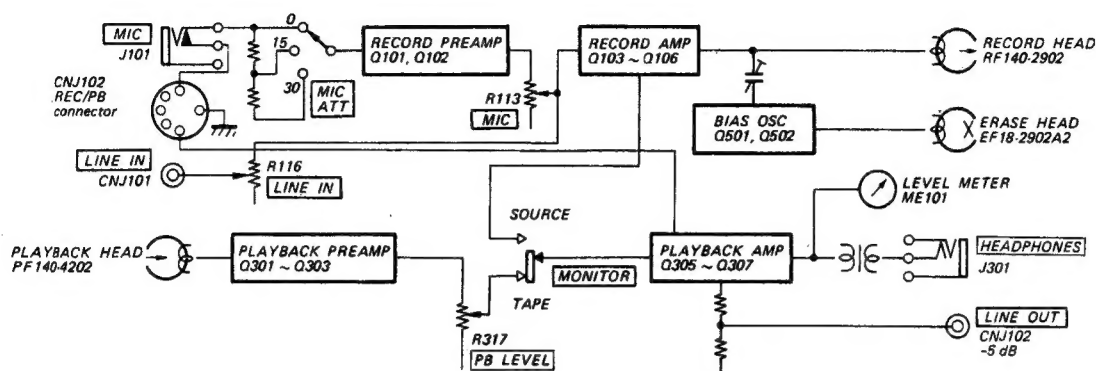 MIC
J101
CNJ102
REC/PB
connector
0
15
30
MIC
ATT
RECORD PREAMP
Q101, Q102
R113
MIC
RECORD AMP
Q103 ~ Q106
RECORD HEAD
RF140-2902
BIAS OSC
Q501, Q502
ERASE HEAD
EF18-2902A2
LINE IN
CNJ101
R116
LINE IN
LEVEL METER
ME101
SOURCE
PLAYBACK HEAD
PF140-4202
PLAYBACK PREAMP
Q301 ~ Q303
MONITOR
TAPE
PLAYBACK AMP
Q305 ~ Q307
HEADPHONES
J301
R317
PB LEVEL
LINE OUT
CNJ102
-5 dB